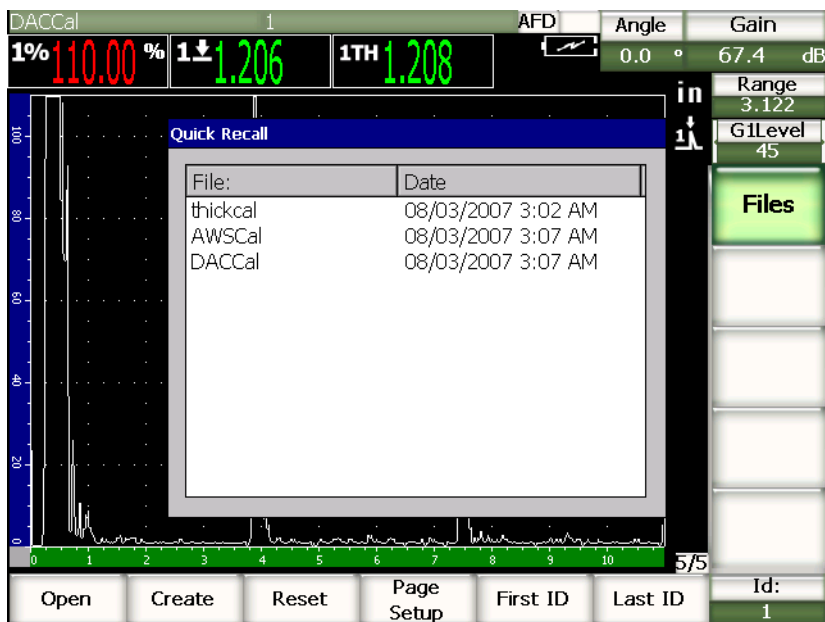 DACCal 1 AFD
Angle
0.0 °
Gain
67.4 dB
1% 110.00 %
1 1.206
1TH 1.208
in
Range
3.122
1
G1Level
45
Quick Recall
File: Date
thickcal 08/03/2007 3:02 AM
AWSCal 08/03/2007 3:07 AM
DACCal 08/03/2007 3:07 AM
Files
100
80
60
40
20
0
0 1 2 3 4 5 6 7 8 9 10
5/5
Open
Create
Reset
Page
Setup
First ID
Last ID
Id:
1